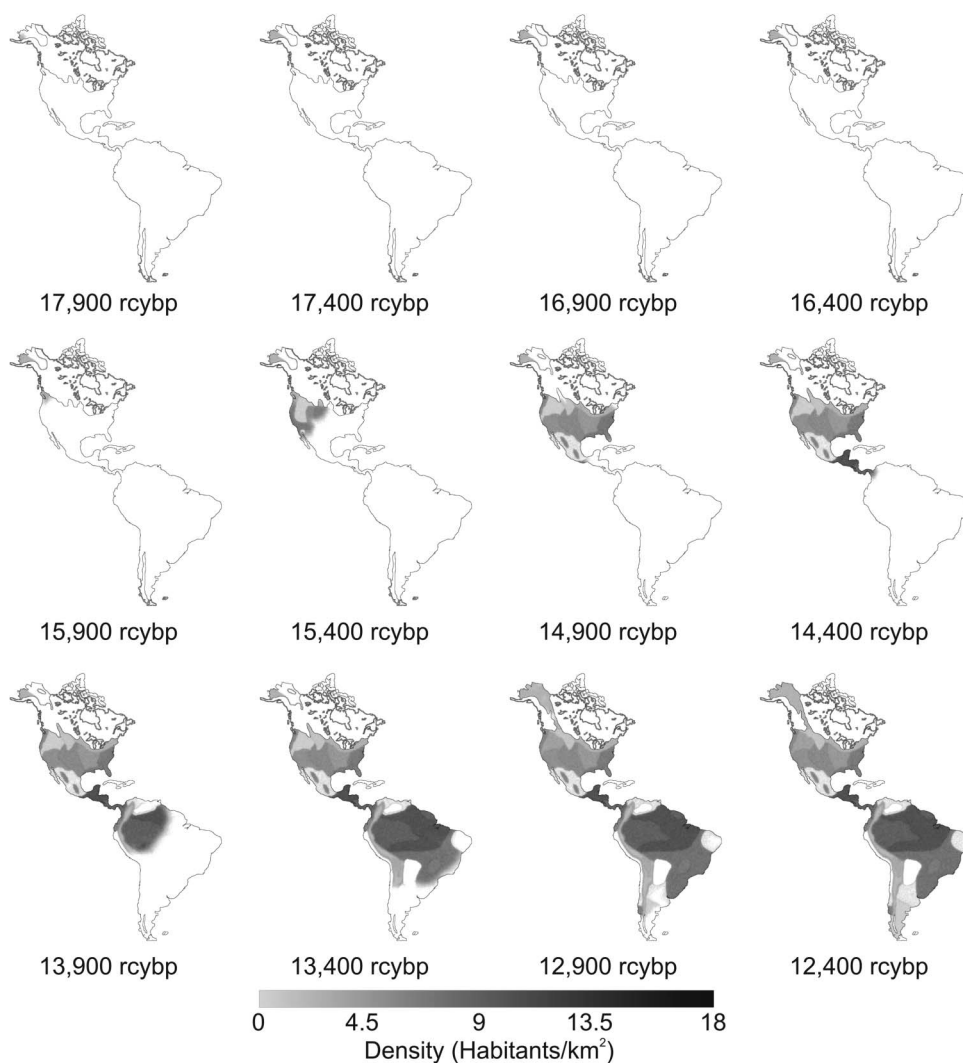 17,900 rcybp
17,400 rcybp
16,900 rcybp
16,400 rcybp
15,900 rcybp
15,400 rcybp
14,900 rcybp
14,400 rcybp
13,900 rcybp
13,400 rcybp
12,900 rcybp
12,400 rcybp
0 4.5 9 13.5 18
Density (Habitants/km²)